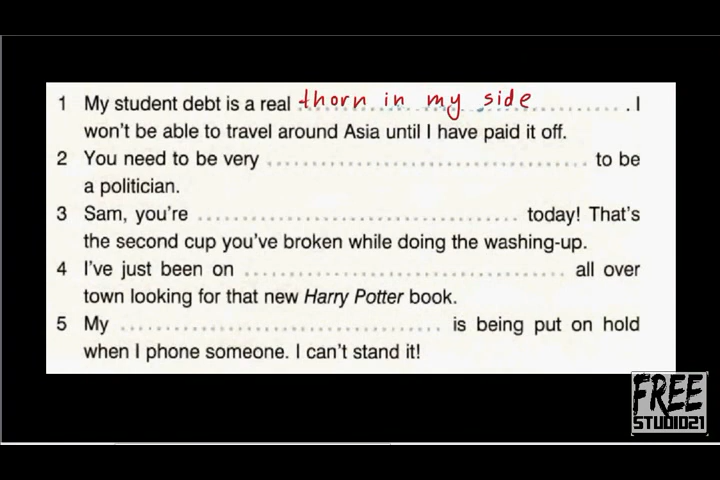 1 My student debt is a real thorn in my side . I
won't be able to travel around Asia until I have paid it off.
2 You need to be very ........................................ to be
a politician.
3 Sam, you're ........................................ today! That's
the second cup you've broken while doing the washing-up.
4 I've just been on ........................................ all over
town looking for that new Harry Potter book.
5 My ........................................ is being put on hold
when I phone someone. I can't stand it!
FREE
STUDIO21